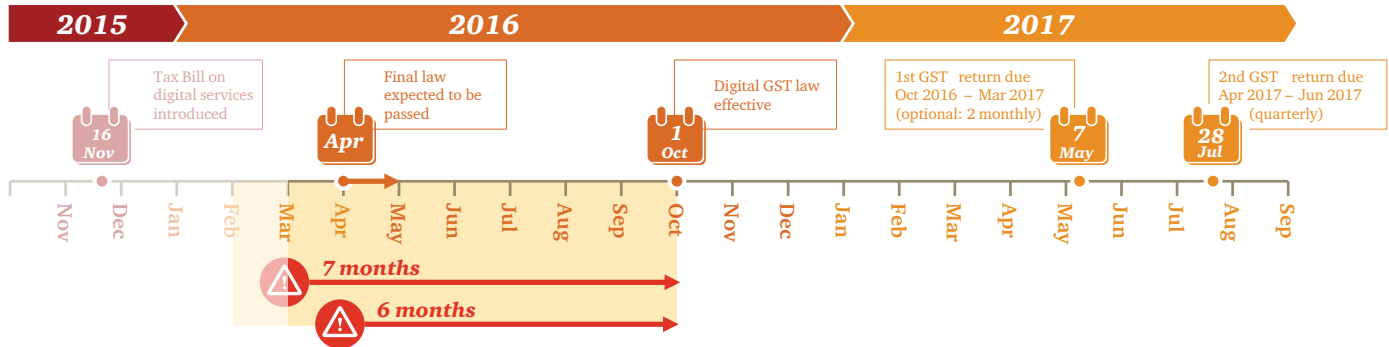 2015
2016
2017
Tax Bill on
digital services
introduced
Final law
expected to be
passed
Digital GST law
effective
1st GST return due
Oct 2016 – Mar 2017
(optional: 2 monthly)
2nd GST return due
Apr 2017 – Jun 2017
(quarterly)
16
Nov
Apr
1
Oct
7
May
28
Jul
Nov
Dec
Jan
Feb
Mar
Apr
May
Jun
Jul
Aug
Sep
Oct
Nov
Dec
Jan
Feb
Mar
Apr
May
Jun
Jul
Aug
Sep
!
7 months
!
6 months